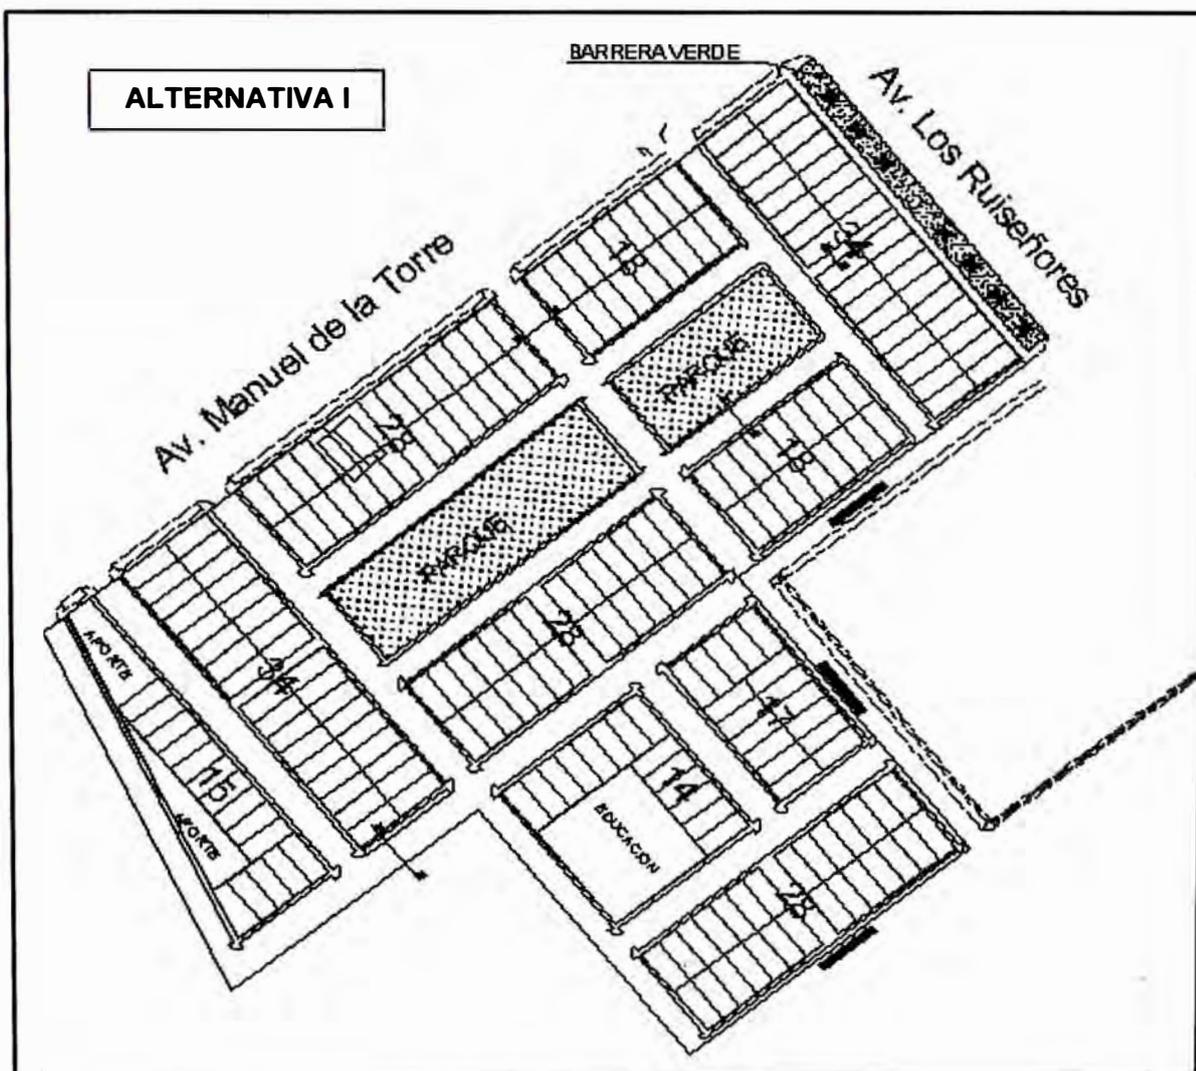 BARRERA VERDE
ALTERNATIVA I
Av. Los Ruiseñores
Av. Manuel de la Torre
18
34
28
PARQUE
18
PARQUE
28
34
APORTE
15
APORTE
17
14
EDUCACION
28